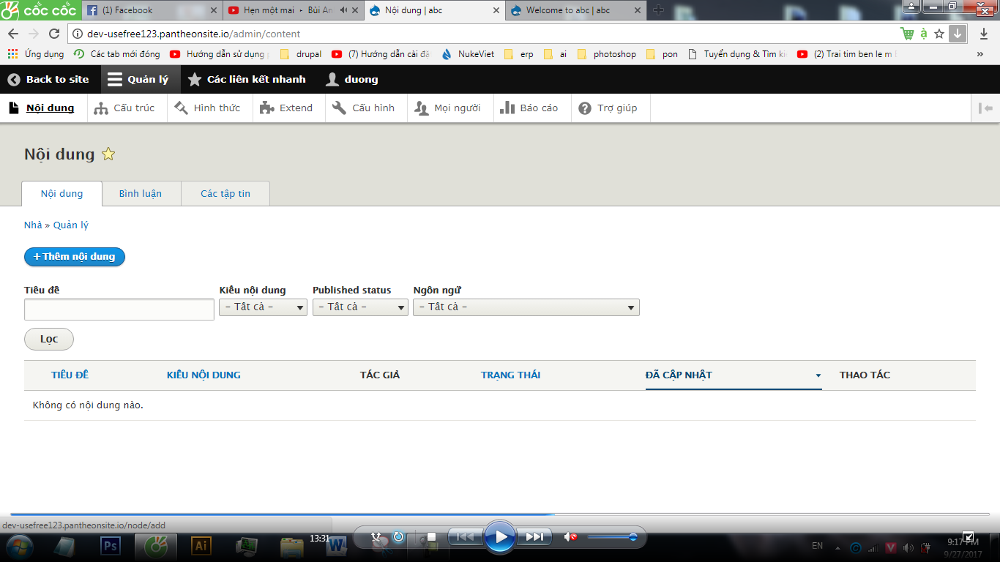 CỐC CỐC (1) Facebook Hẹn một mai - Bùi An Nội dung | abc Welcome to abc | abc
dev-usefree123.pantheonsite.io/admin/content à
Ứng dụng Các tab mới đóng Hướng dẫn sử dụng drupal (7) Hướng dẫn cài đặ NukeViet erp ai photoshop pon Tuyển dụng & Tìm ki (2) Trai tim ben le m »
Back to site Quản lý Các liên kết nhanh duong
Nội dung Cấu trúc Hình thức Extend Cấu hình Mọi người Báo cáo Trợ giúp
Nội dung
Nội dung Bình luận Các tập tin
Nhà » Quản lý
+ Thêm nội dung
Tiêu đề Kiểu nội dung Published status Ngôn ngữ
- Tất cả - - Tất cả - - Tất cả -
Lọc
TIÊU ĐỀ KIỂU NỘI DUNG TÁC GIẢ TRẠNG THÁI ĐÃ CẬP NHẬT THAO TÁC
Không có nội dung nào.
dev-usefree123.pantheonsite.io/node/add
13:31
Ps Ai W EN V 9:17 PM
9/27/2017